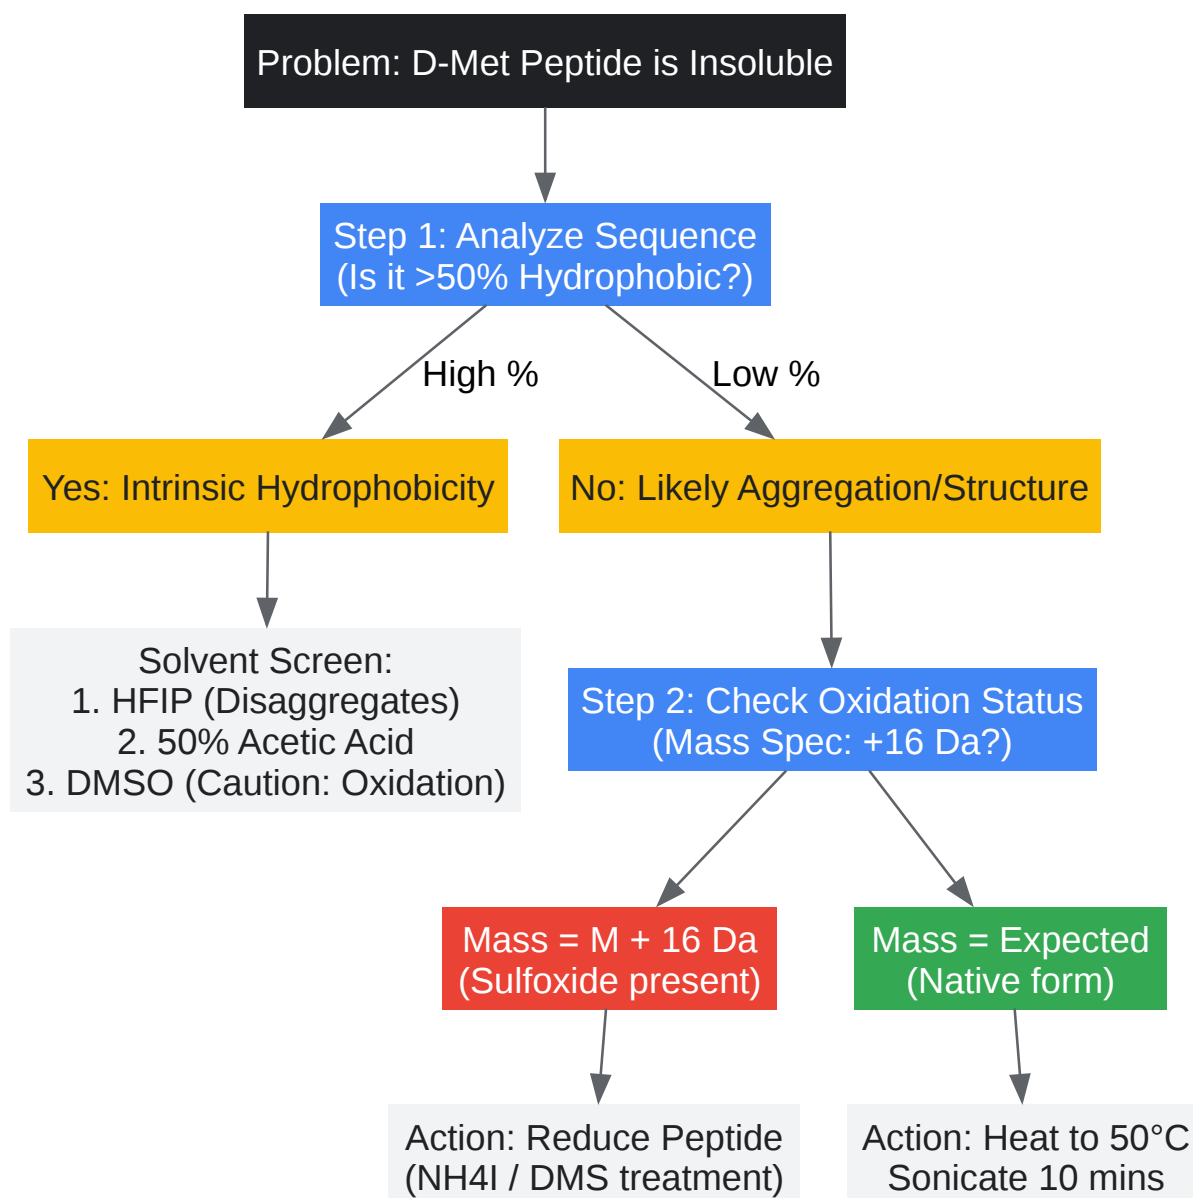 Problem: D-Met Peptide is Insoluble
Step 1: Analyze Sequence
(Is it >50% Hydrophobic?)
High %
Low %
Yes: Intrinsic Hydrophobicity
No: Likely Aggregation/Structure
Solvent Screen:
1. HFIP (Disaggregates)
2. 50% Acetic Acid
3. DMSO (Caution: Oxidation)
Step 2: Check Oxidation Status
(Mass Spec: +16 Da?)
Mass = M + 16 Da
(Sulfoxide present)
Mass = Expected
(Native form)
Action: Reduce Peptide
(NH4I / DMS treatment)
Action: Heat to 50°C
Sonicate 10 mins